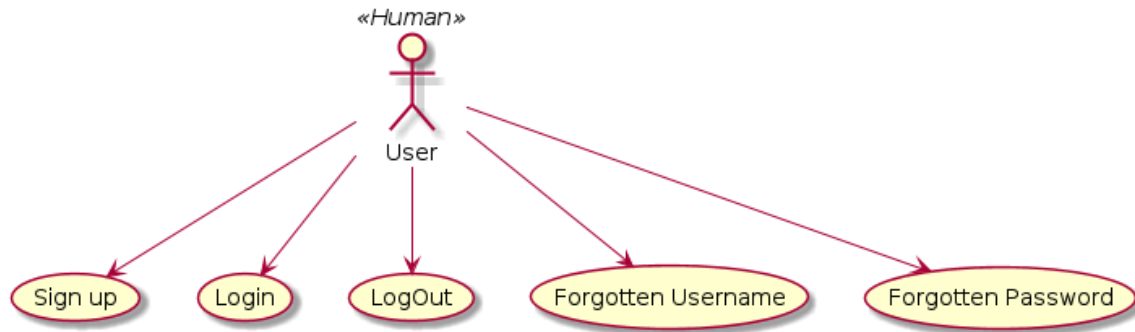 «Human»
User
Sign up
Login
LogOut
Forgotten Username
Forgotten Password